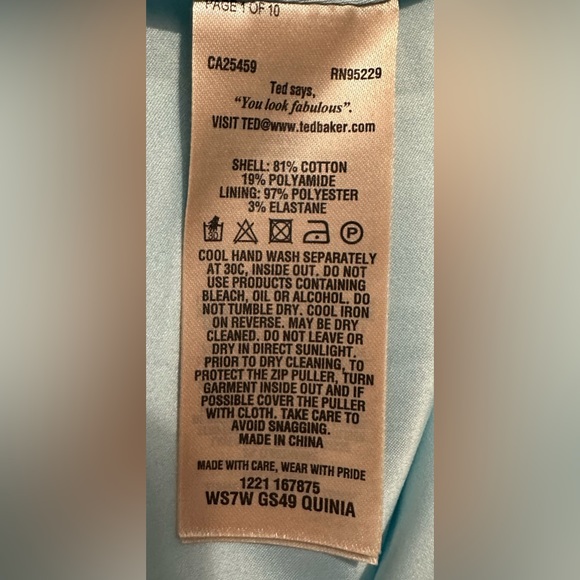 PAGE 1 OF 10
CA25459 RN95229
Ted says,
"You look fabulous".
VISIT TED@www.tedbaker.com
SHELL: 81% COTTON
19% POLYAMIDE
LINING: 97% POLYESTER
3% ELASTANE
P
COOL HAND WASH SEPARATELY
AT 30C, INSIDE OUT. DO NOT
USE PRODUCTS CONTAINING
BLEACH, OIL OR ALCOHOL. DO
NOT TUMBLE DRY. COOL IRON
ON REVERSE. MAY BE DRY
CLEANED. DO NOT LEAVE OR
DRY IN DIRECT SUNLIGHT.
PRIOR TO DRY CLEANING, TO
PROTECT THE ZIP PULLER, TURN
GARMENT INSIDE OUT AND IF
POSSIBLE COVER THE PULLER
WITH CLOTH. TAKE CARE TO
AVOID SNAGGING.
MADE IN CHINA
MADE WITH CARE, WEAR WITH PRIDE
1221 167875
WS7W GS49 QUINIA